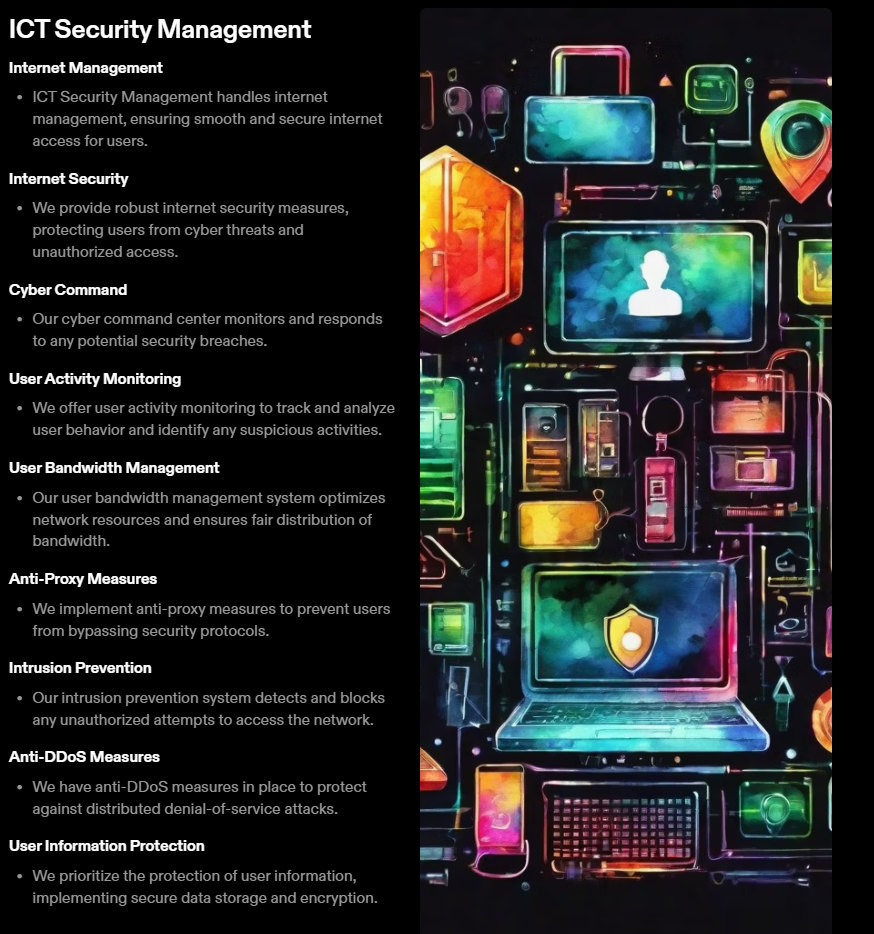 ICT Security Management
Internet Management
• ICT Security Management handles internet
management, ensuring smooth and secure internet
access for users.
Internet Security
• We provide robust internet security measures,
protecting users from cyber threats and
unauthorized access.
Cyber Command
• Our cyber command center monitors and responds
to any potential security breaches.
User Activity Monitoring
• We offer user activity monitoring to track and analyze
user behavior and identify any suspicious activities.
User Bandwidth Management
• Our user bandwidth management system optimizes
network resources and ensures fair distribution of
bandwidth.
Anti-Proxy Measures
• We implement anti-proxy measures to prevent users
from bypassing security protocols.
Intrusion Prevention
• Our intrusion prevention system detects and blocks
any unauthorized attempts to access the network.
Anti-DDoS Measures
• We have anti-DDoS measures in place to protect
against distributed denial-of-service attacks.
User Information Protection
• We prioritize the protection of user information,
implementing secure data storage and encryption.